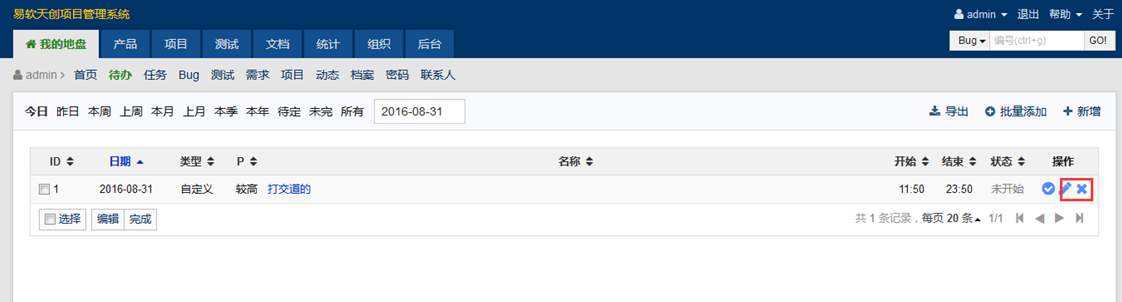 易软天创项目管理系统
admin 退出 帮助 关于
我的地盘 产品 项目 测试 文档 统计 组织 后台
Bug 编号(ctrl+g) GO!
admin 首页 待办 任务 Bug 测试 需求 项目 动态 档案 密码 联系人
今日 昨日 本周 上周 本月 上月 本季 本年 待定 未完 所有 2016-08-31 导出 批量添加 新增
ID 日期 类型 P 名称 开始 结束 状态 操作
1 2016-08-31 自定义 较高 打交道的 11:50 23:50 未开始
选择 编辑 完成 共 1 条记录，每页 20 条 1/1